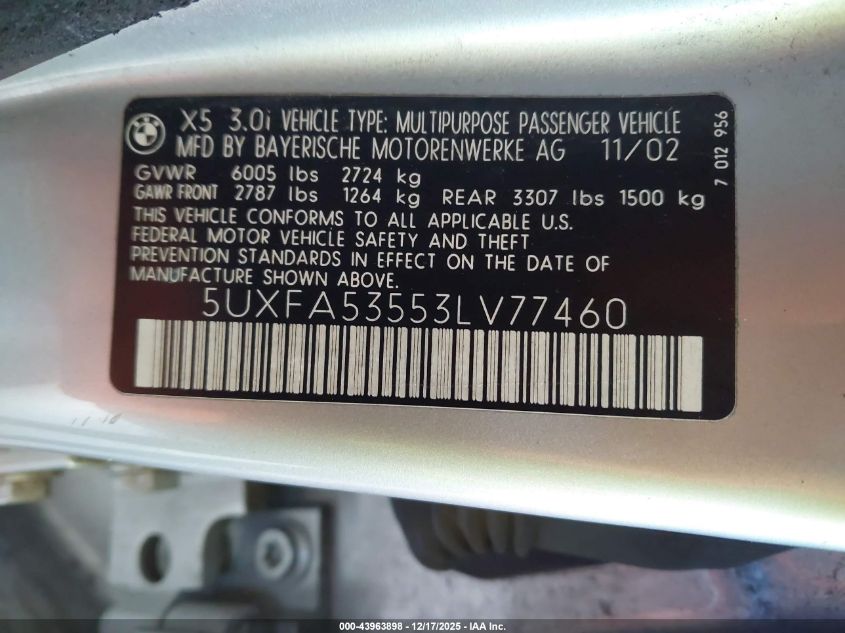 BMW
X5 3.0i VEHICLE TYPE: MULTIPURPOSE PASSENGER VEHICLE
MFD BY BAYERISCHE MOTORENWERKE AG 11/02
GVWR 6005 lbs 2724 kg
GAWR FRONT 2787 lbs 1264 kg REAR 3307 lbs 1500 kg
THIS VEHICLE CONFORMS TO ALL APPLICABLE U.S.
FEDERAL MOTOR VEHICLE SAFETY AND THEFT
PREVENTION STANDARDS IN EFFECT ON THE DATE OF
MANUFACTURE SHOWN ABOVE.
5UXFA53553LV77460
7 012 956
000-43963898 - 12/17/2025 - IAA Inc.